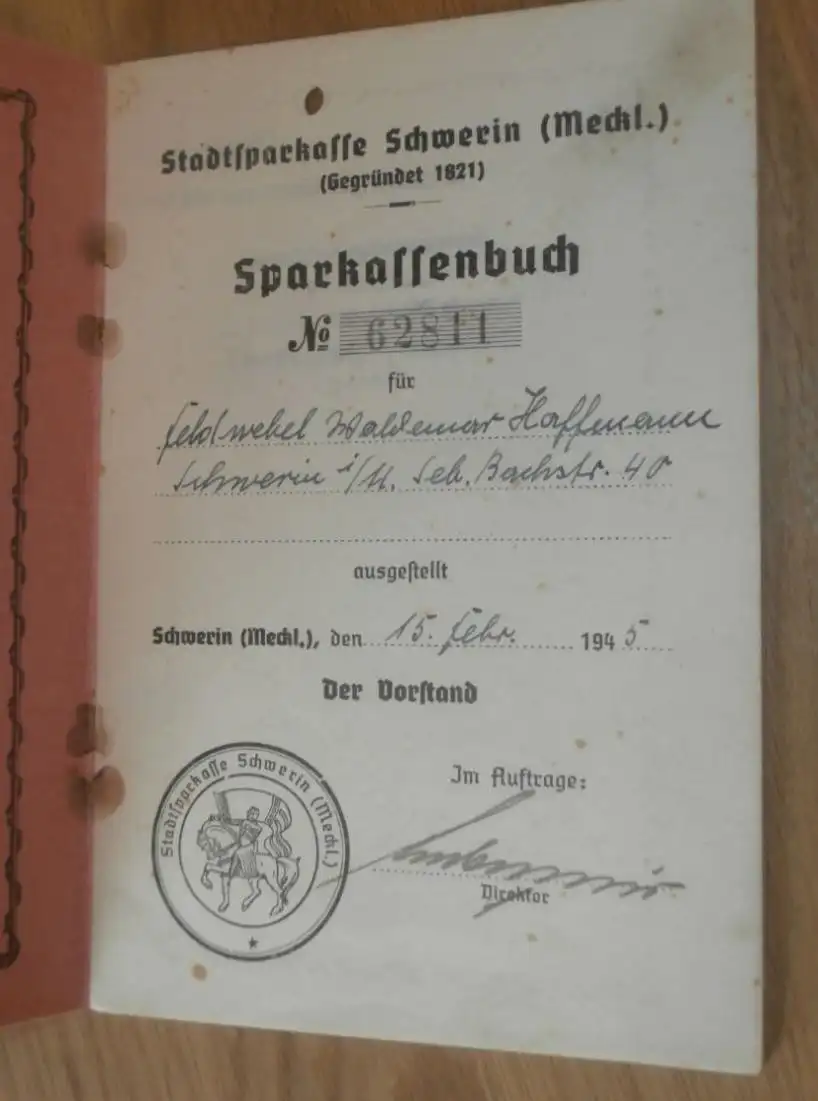 Stadtsparkasse Schwerin (Meckl.)
(Gegründet 1821)
Sparkassenbuch
№ 62811
für
Feldwebel Waldemar Haffmann
Schwerin i/M. Seb. Bachstr. 40
ausgestellt
Schwerin (Meckl.), den 15. Febr. 1945
Der Vorstand
Im Auftrage:
Direktor
Stadtsparkasse Schwerin (Meckl.)